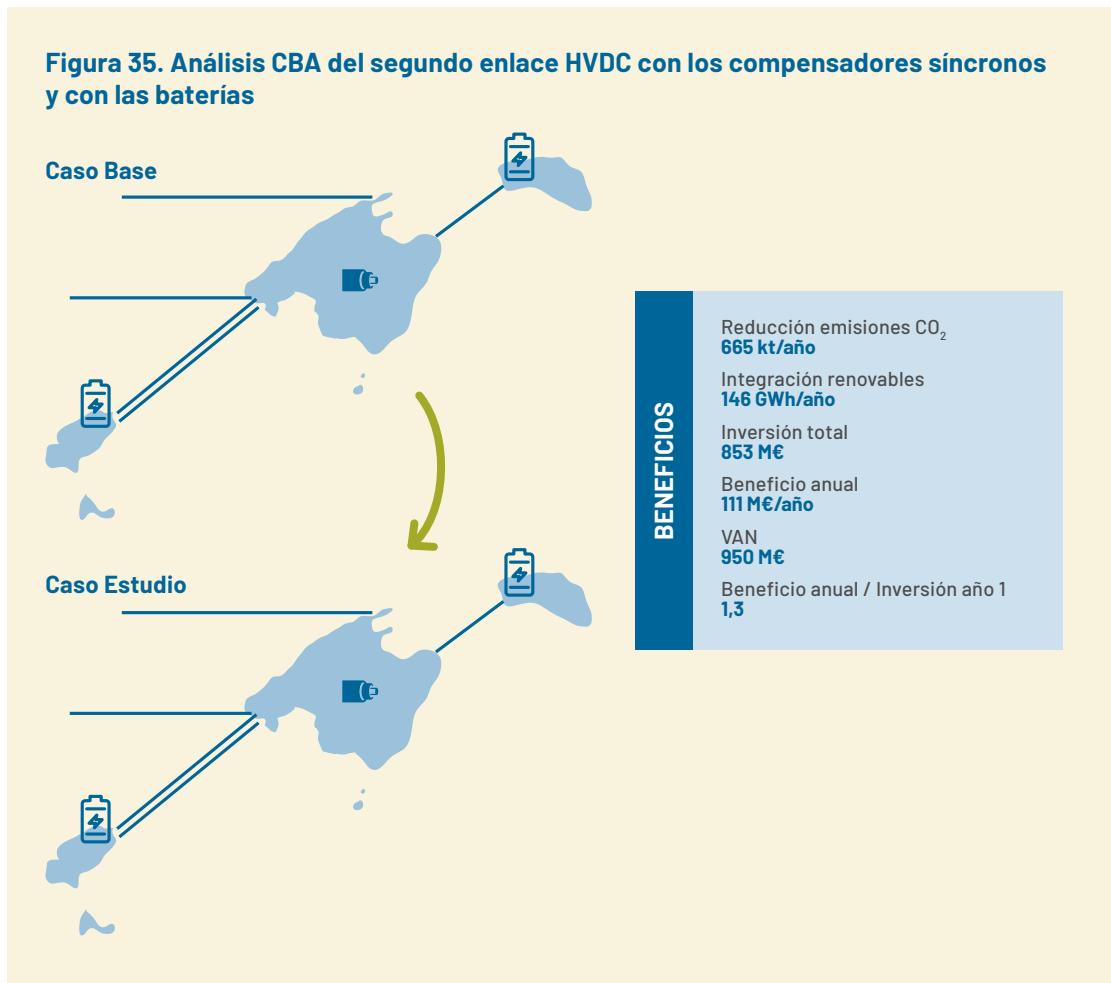 Figura 35. Análisis CBA del segundo enlace HVDC con los compensadores síncronos
y con las baterías
Caso Base
Caso Estudio
BENEFICIOS
Reducción emisiones CO₂
665 kt/año
Integración renovables
146 GWh/año
Inversión total
853 M€
Beneficio anual
111 M€/año
VAN
950 M€
Beneficio anual / Inversión año 1
1,3